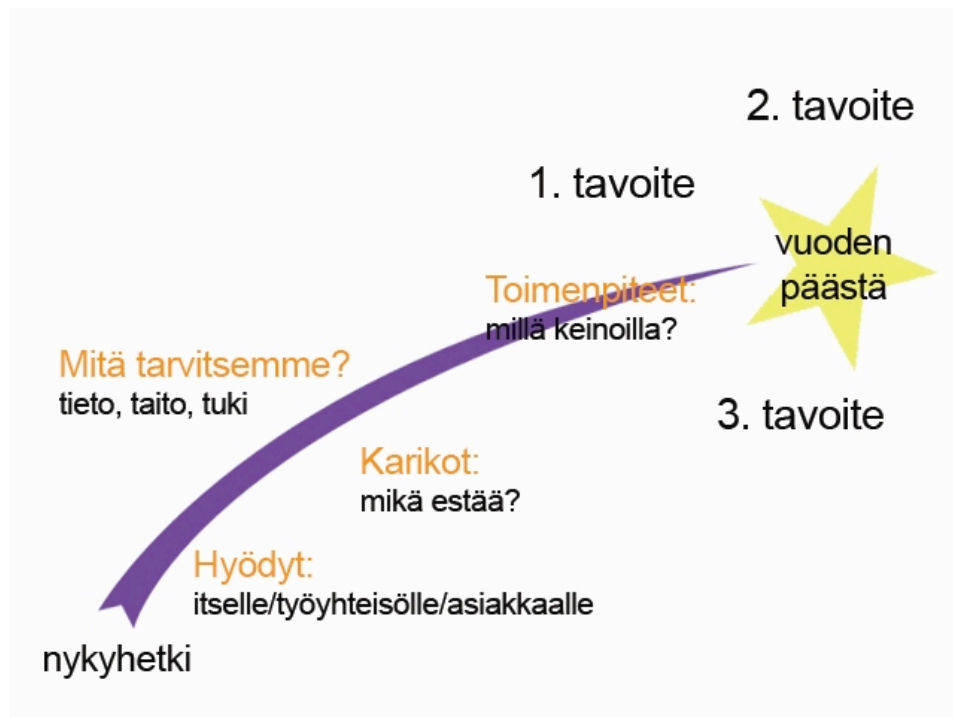 2. tavoite
1. tavoite
vuoden
päästä
Toimenpiteet:
millä keinoilla?
Mitä tarvitsemme?
tieto, taito, tuki
3. tavoite
Karikot:
mikä estää?
Hyödyt:
itselle/työyhteisölle/asiakkaalle
nykyhetki